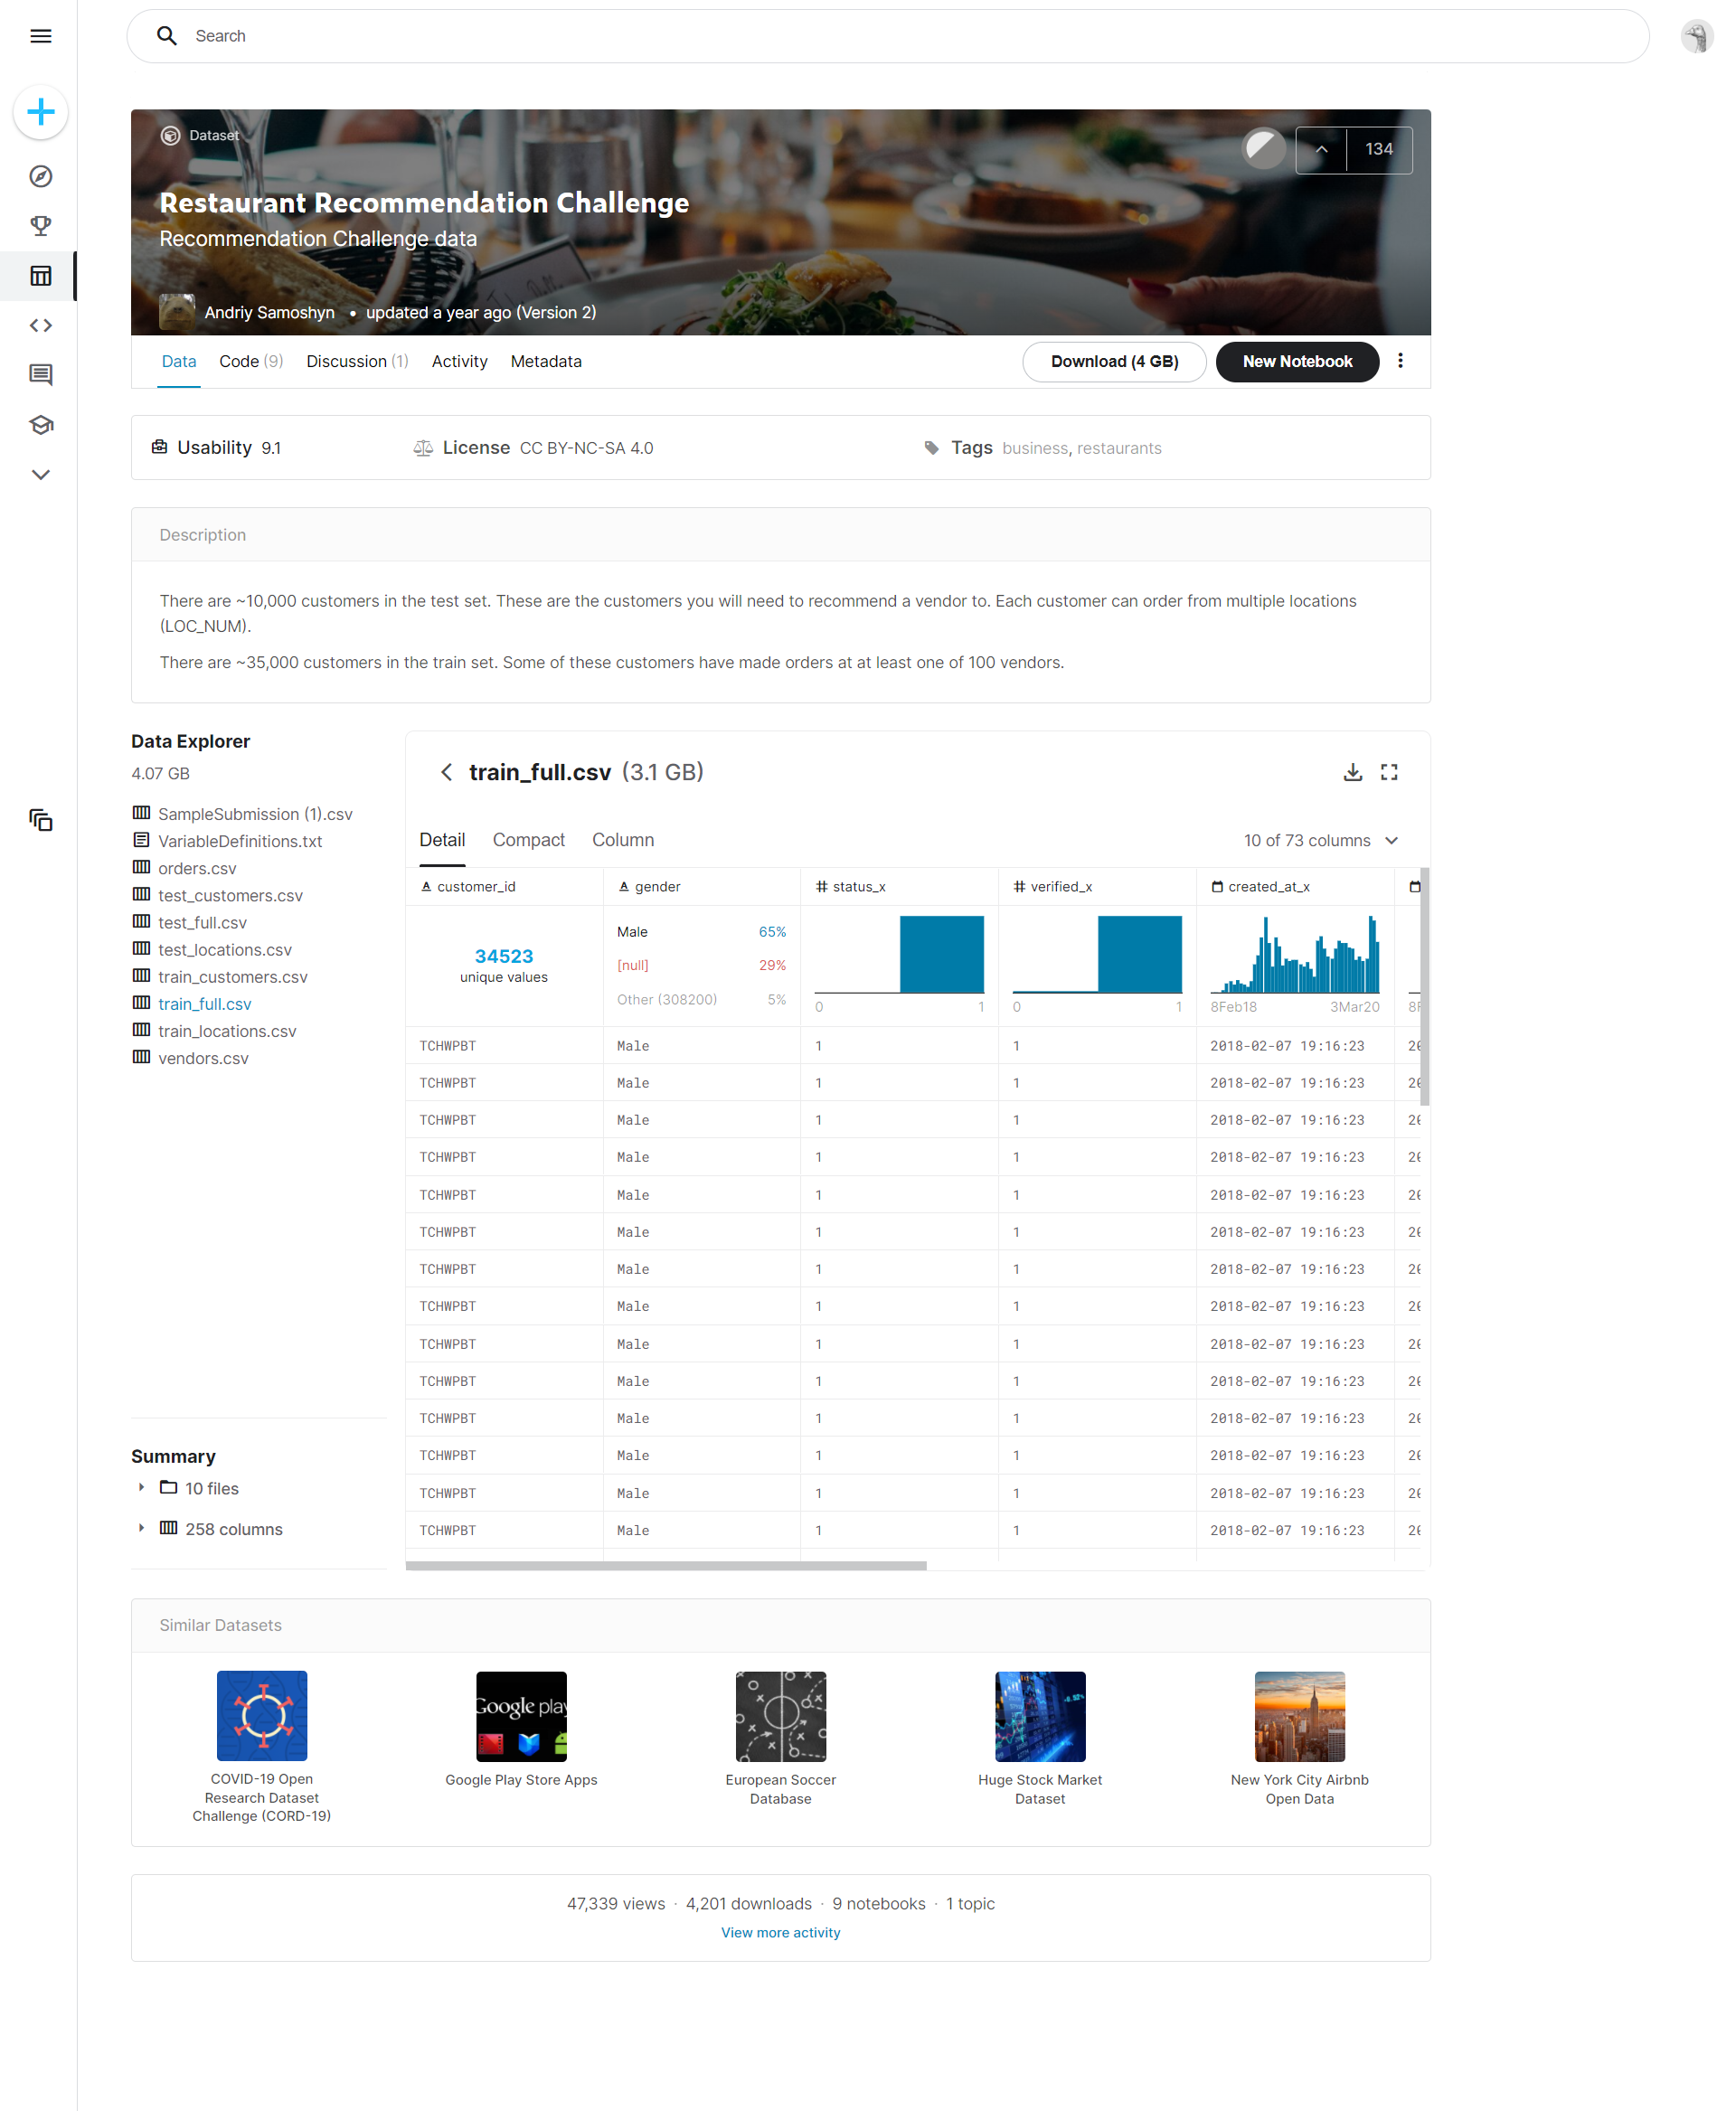 Search
Dataset
134
Restaurant Recommendation Challenge
Recommendation Challenge data
Andriy Samoshyn • updated a year ago (Version 2)
Data Code (9) Discussion (1) Activity Metadata Download (4 GB) New Notebook
Usability 9.1 License CC BY-NC-SA 4.0 Tags business, restaurants
Description
There are ~10,000 customers in the test set. These are the customers you will need to recommend a vendor to. Each customer can order from multiple locations
(LOC_NUM).
There are ~35,000 customers in the train set. Some of these customers have made orders at at least one of 100 vendors.
Data Explorer
4.07 GB
SampleSubmission (1).csv
VariableDefinitions.txt
orders.csv
test_customers.csv
test_full.csv
test_locations.csv
train_customers.csv
train_full.csv
train_locations.csv
vendors.csv
Summary
10 files
258 columns
train_full.csv (3.1 GB)
Detail Compact Column 10 of 73 columns
customer_id gender status_x verified_x created_at_x
34523
unique values
Male 65%
[null] 29%
Other (308200) 5%
0 1
0 1
8Feb18 3Mar20
TCHWPBT Male 1 1 2018-02-07 19:16:23
TCHWPBT Male 1 1 2018-02-07 19:16:23
TCHWPBT Male 1 1 2018-02-07 19:16:23
TCHWPBT Male 1 1 2018-02-07 19:16:23
TCHWPBT Male 1 1 2018-02-07 19:16:23
TCHWPBT Male 1 1 2018-02-07 19:16:23
TCHWPBT Male 1 1 2018-02-07 19:16:23
TCHWPBT Male 1 1 2018-02-07 19:16:23
TCHWPBT Male 1 1 2018-02-07 19:16:23
TCHWPBT Male 1 1 2018-02-07 19:16:23
TCHWPBT Male 1 1 2018-02-07 19:16:23
TCHWPBT Male 1 1 2018-02-07 19:16:23
TCHWPBT Male 1 1 2018-02-07 19:16:23
TCHWPBT Male 1 1 2018-02-07 19:16:23
Similar Datasets
Google play
COVID-19 Open
Research Dataset
Challenge (CORD-19)
Google Play Store Apps
European Soccer
Database
Huge Stock Market
Dataset
New York City Airbnb
Open Data
47,339 views · 4,201 downloads · 9 notebooks · 1 topic
View more activity